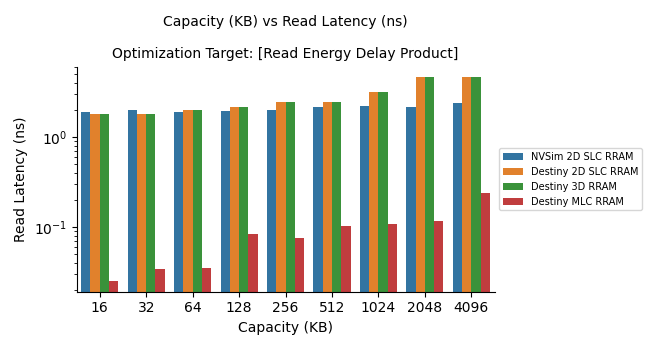 Capacity (KB) vs Read Latency (ns)
Optimization Target: [Read Energy Delay Product]
Read Latency (ns)
10⁰
10⁻¹
16 32 64 128 256 512 1024 2048 4096
Capacity (KB)
NVSim 2D SLC RRAM
Destiny 2D SLC RRAM
Destiny 3D RRAM
Destiny MLC RRAM